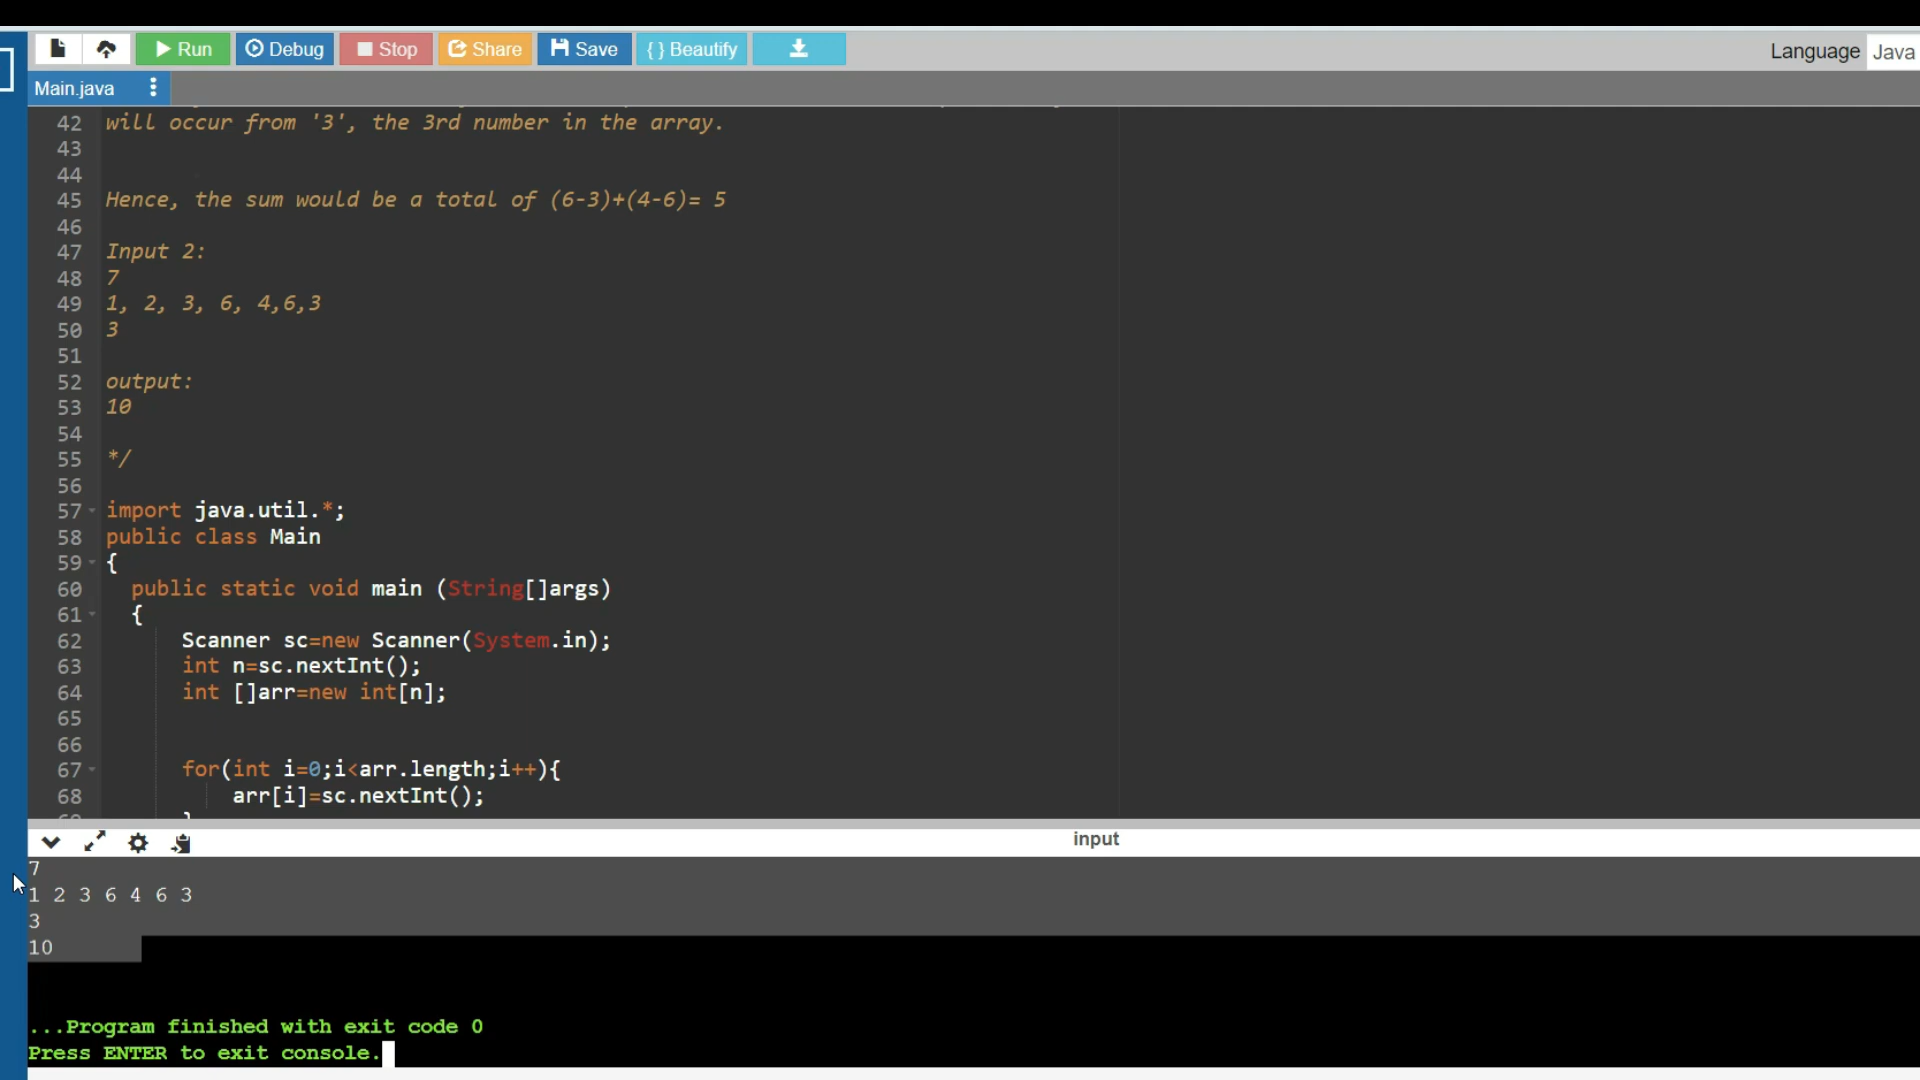 Run Debug Stop Share Save { } Beautify Language Java
Main.java
42 will occur from '3', the 3rd number in the array.
43
44
45 Hence, the sum would be a total of (6-3)+(4-6)= 5
46
47 Input 2:
48 7
49 1, 2, 3, 6, 4,6,3
50 3
51
52 output:
53 10
54
55 */
56
57 import java.util.*;
58 public class Main
59 {
60 public static void main (String[]args)
61 {
62 Scanner sc=new Scanner(System.in);
63 int n=sc.nextInt();
64 int []arr=new int[n];
65
66
67 for(int i=0;i<arr.length;i++){
68 arr[i]=sc.nextInt();
input
7
1 2 3 6 4 6 3
3
10
...Program finished with exit code 0
Press ENTER to exit console.